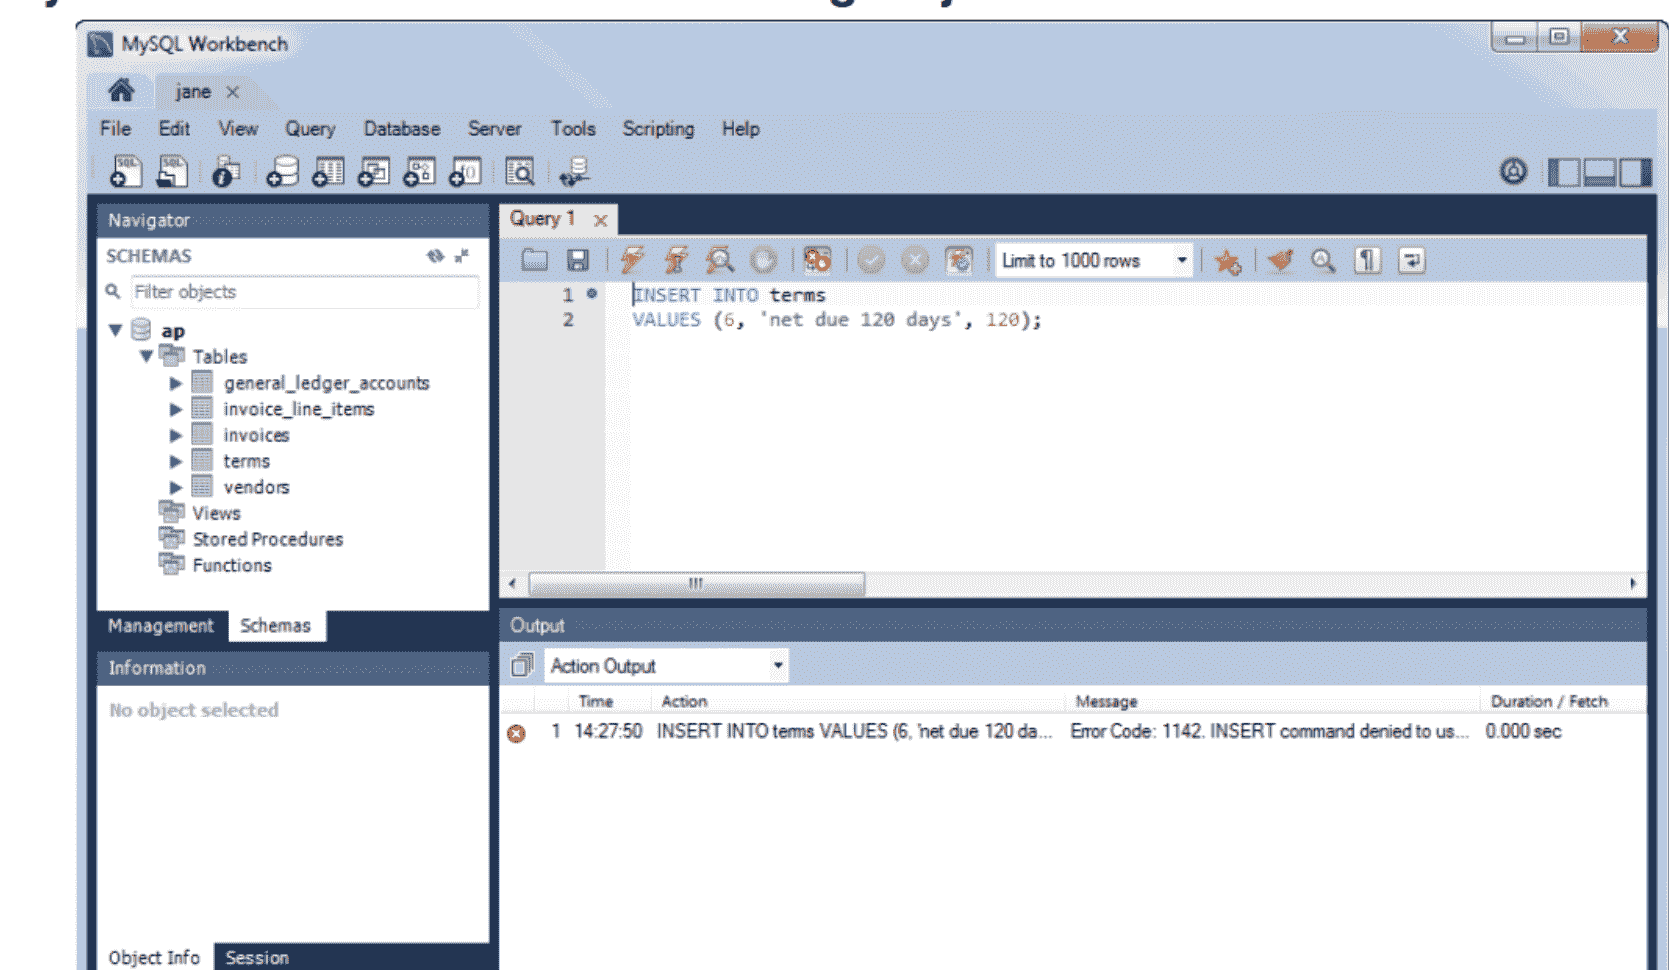 MySQL Workbench
jane
File Edit View Query Database Server Tools Scripting Help
Navigator
SCHEMAS
Filter objects
ap
Tables
general_ledger_accounts
invoice_line_items
invoices
terms
vendors
Views
Stored Procedures
Functions
Management Schemas
Information
No object selected
Object Info Session
Query 1
Limit to 1000 rows
1 INSERT INTO terms
2 VALUES (6, 'net due 120 days', 120);
Output
Action Output
Time Action Message Duration / Fetch
1 14:27:50 INSERT INTO terms VALUES (6, 'net due 120 da... Error Code: 1142. INSERT command denied to us... 0.000 sec